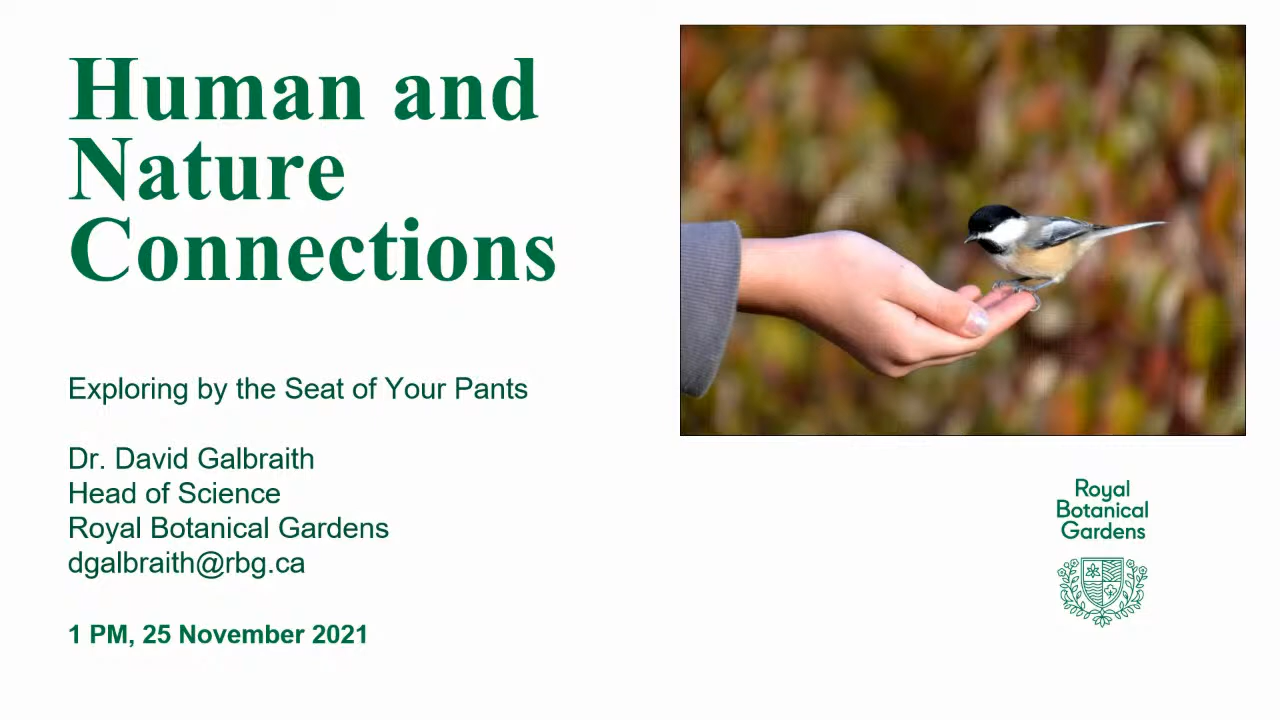 Human and
Nature
Connections
Exploring by the Seat of Your Pants
Dr. David Galbraith
Head of Science
Royal Botanical Gardens
dgalbraith@rbg.ca
1 PM, 25 November 2021
Royal
Botanical
Gardens